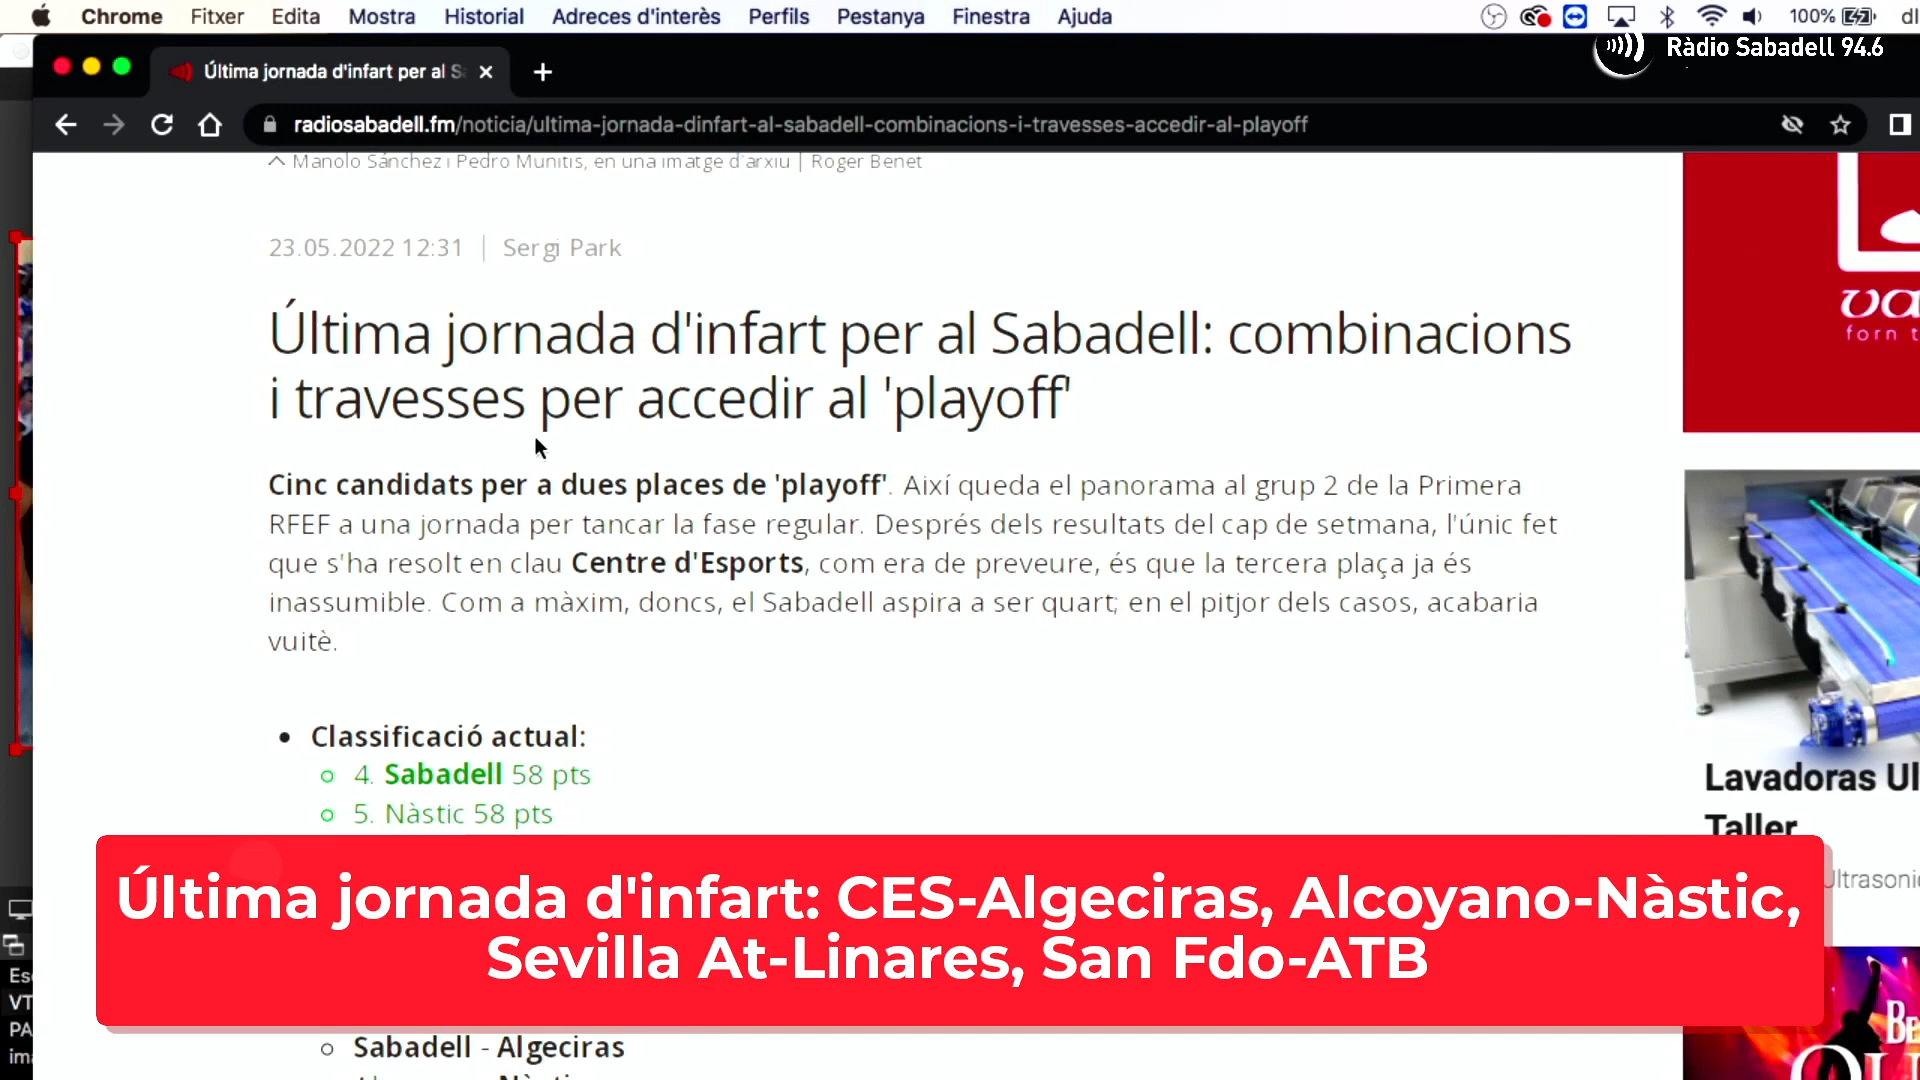 Chrome Fitxer Edita Mostra Historial Adreces d'interès Perfils Pestanya Finestra Ajuda 100% dl
Ràdio Sabadell 94.6
Última jornada d'infart per al S
radiosabadell.fm/noticia/ultima-jornada-dinfart-al-sabadell-combinacions-i-travesses-accedir-al-playoff
Manolo Sánchez i Pedro Munitis, en una imatge d'arxiu | Roger Benet
23.05.2022 12:31 | Sergi Park
Última jornada d'infart per al Sabadell: combinacions
i travesses per accedir al 'playoff'
Cinc candidats per a dues places de 'playoff'. Així queda el panorama al grup 2 de la Primera
RFEF a una jornada per tancar la fase regular. Després dels resultats del cap de setmana, l'únic fet
que s'ha resolt en clau Centre d'Esports, com era de preveure, és que la tercera plaça ja és
inassumible. Com a màxim, doncs, el Sabadell aspira a ser quart; en el pitjor dels casos, acabaria
vuitè.
• Classificació actual:
4. Sabadell 58 pts
5. Nàstic 58 pts
Última jornada d'infart: CES-Algeciras, Alcoyano-Nàstic,
Sevilla At-Linares, San Fdo-ATB
Sabadell - Algeciras
va
forn t
Lavadoras Ul
Taller
Ultrasoni
Be
QU
Es
VT
PA
im